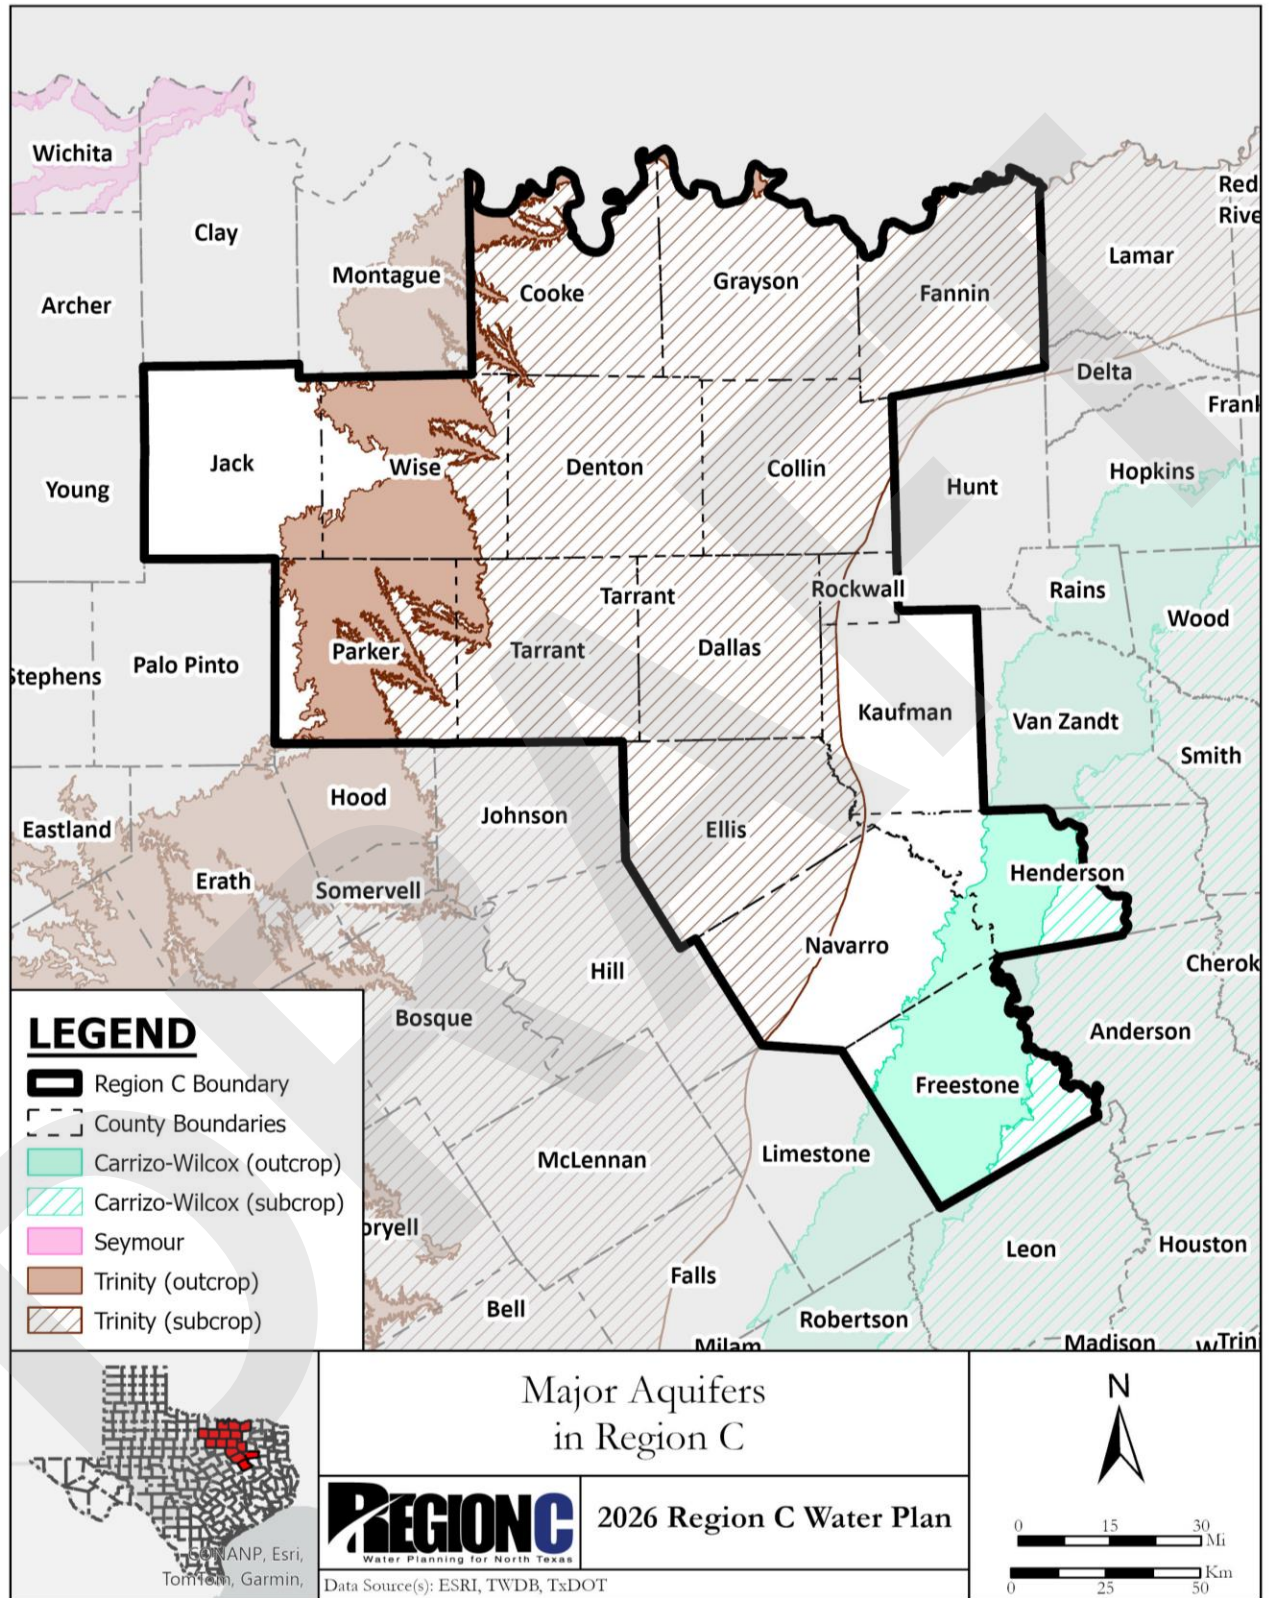 Wichita
Red
Rive
Clay
Lamar
Montague
Archer
Cooke
Grayson
Fannin
Delta
Frank
Jack
Wise
Denton
Collin
Hopkins
Young
Hunt
Rockwall
Rains
Tarrant
Wood
Stephens
Palo Pinto
Parker
Tarrant
Dallas
Kaufman
Van Zandt
Smith
Hood
Johnson
Ellis
Eastland
Erath
Somervell
Henderson
Navarro
Hill
Cherok
Bosque
Anderson
Freestone
McLennan
Limestone
oryell
Leon
Houston
Falls
Bell
Robertson
Milam
Madison
W
Trini
LEGEND
Region C Boundary
County Boundaries
Carrizo-Wilcox (outcrop)
Carrizo-Wilcox (subcrop)
Seymour
Trinity (outcrop)
Trinity (subcrop)
DRAFT
CONANP, Esri,
TomTom, Garmin,
Major Aquifers
in Region C
REGION C
Water Planning for North Texas
2026 Region C Water Plan
Data Source(s): ESRI, TWDB, TxDOT
N
0 15 30
Mi
Km
0 25 50